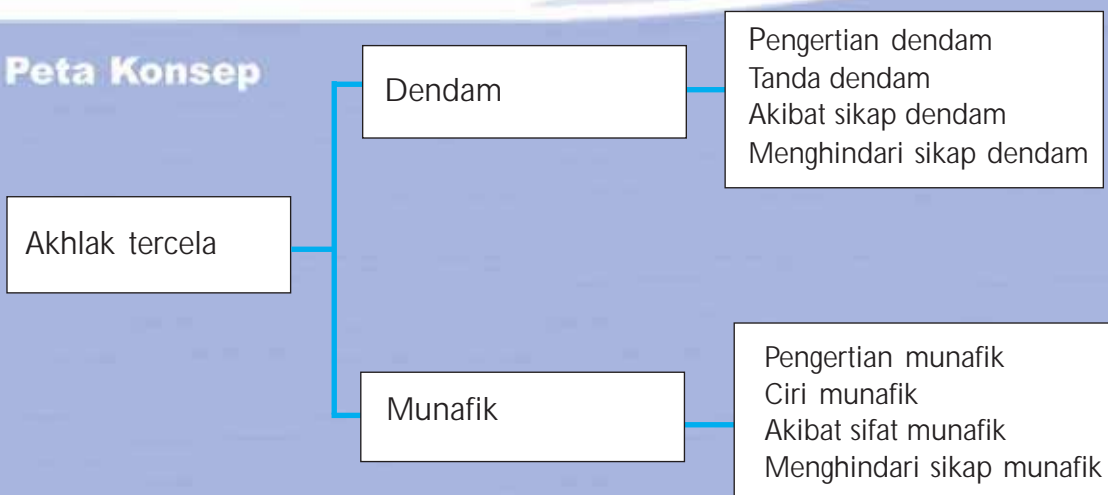 Peta Konsep
Akhlak tercela
Dendam
Pengertian dendam
Tanda dendam
Akibat sikap dendam
Menghindari sikap dendam
Munafik
Pengertian munafik
Ciri munafik
Akibat sifat munafik
Menghindari sikap munafik